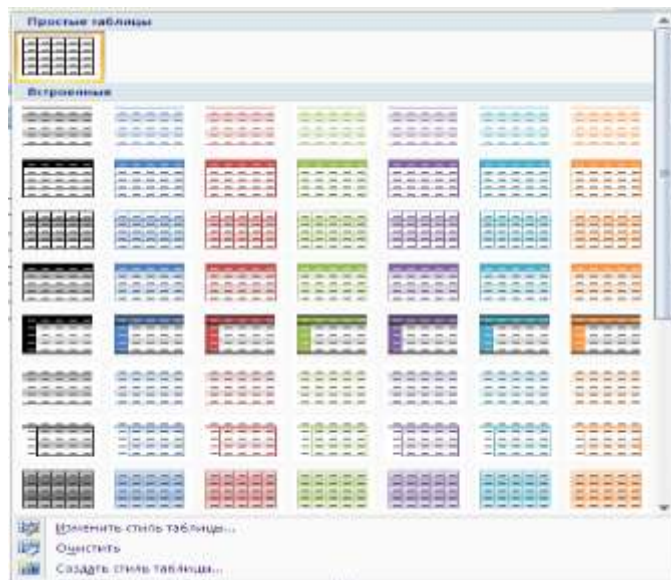 Простые таблицы
Встроенные
Изменить стиль таблицы...
Очистить
Создать стиль таблицы...